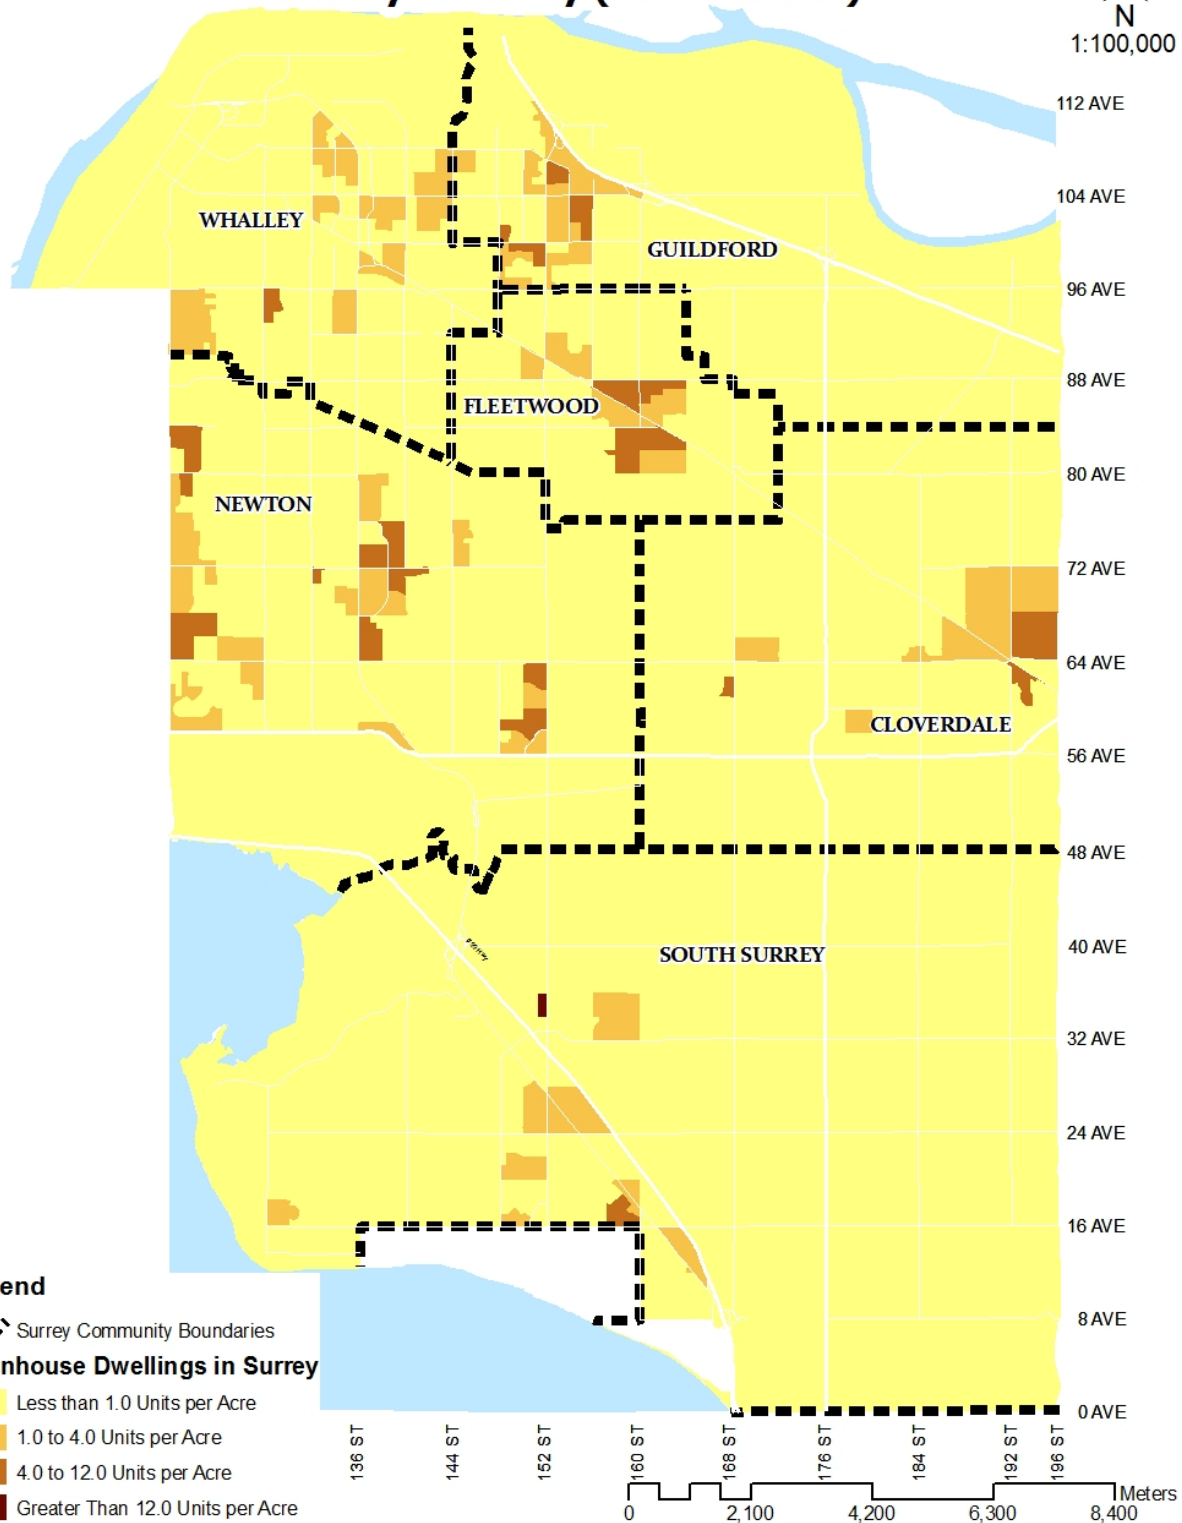 N
1:100,000
112 AVE
104 AVE
WHALLEY
GUILDFORD
96 AVE
88 AVE
FLEETWOOD
80 AVE
NEWTON
72 AVE
64 AVE
CLOVERDALE
56 AVE
48 AVE
40 AVE
SOUTH SURREY
32 AVE
24 AVE
16 AVE
end
8 AVE
Surrey Community Boundaries
nhouse Dwellings in Surrey
Less than 1.0 Units per Acre
0 AVE
1.0 to 4.0 Units per Acre
136 ST
144 ST
152 ST
160 ST
168 ST
176 ST
184 ST
192 ST
196 ST
4.0 to 12.0 Units per Acre
Greater Than 12.0 Units per Acre
Meters
0 2,100 4,200 6,300 8,400